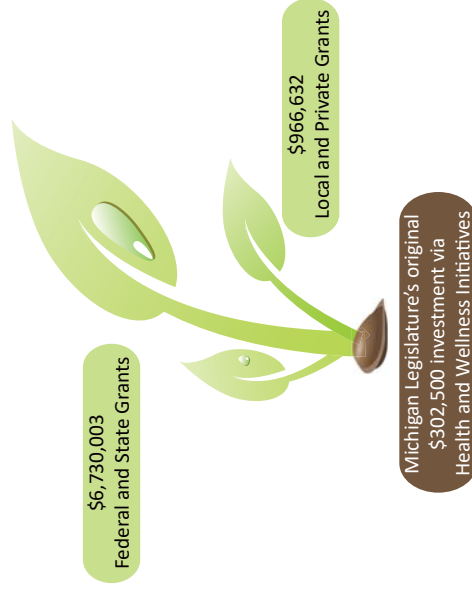 $6,730,003
Federal and State Grants
$966,632
Local and Private Grants
Michigan Legislature's original
$302,500 investment via
Health and Wellness Initiatives